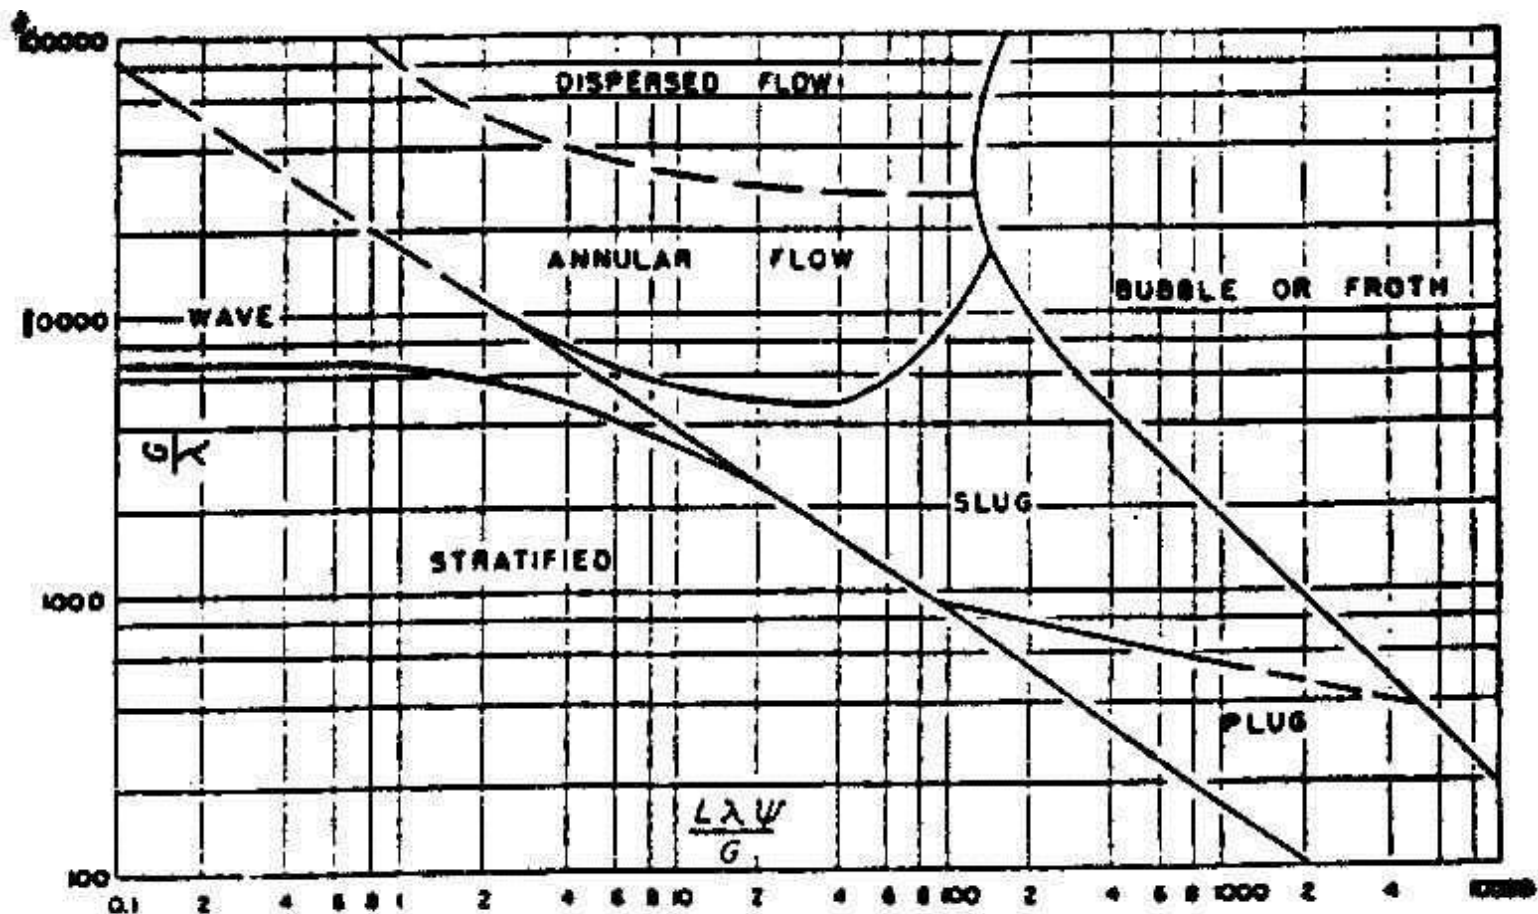 100000
DISPERSED FLOW
ANNULAR FLOW
BUBBLE OR FROTH
10000
WAVE
G/λ
SLUG
STRATIFIED
1000
PLUG
LλΨ/G
100
0.1 2 4 6 8 1 2 4 6 8 10 2 4 6 8 100 2 4 6 8 1000 2 4